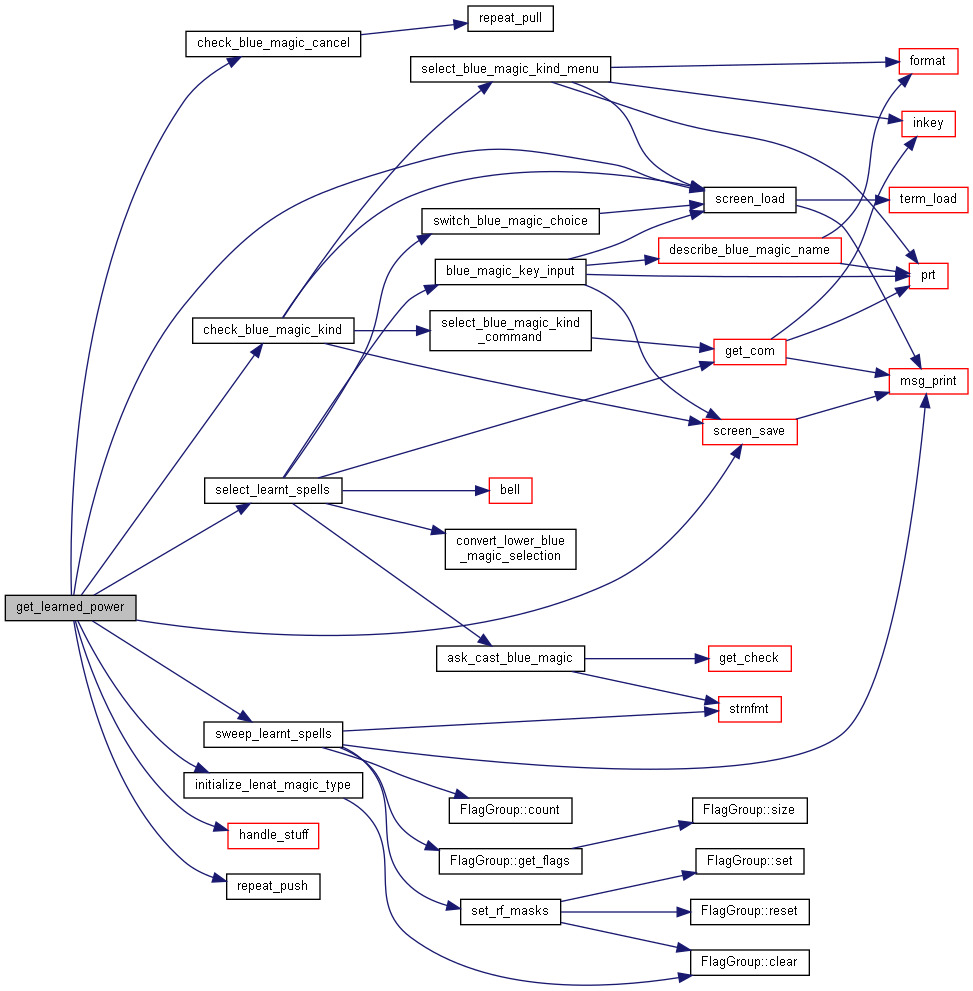 repeat_pull
check_blue_magic_cancel
select_blue_magic_kind_menu
format
inkey
screen_load
term_load
switch_blue_magic_choice
describe_blue_magic_name
blue_magic_key_input
prt
check_blue_magic_kind
select_blue_magic_kind
_command
get_com
msg_print
screen_save
select_learnt_spells
bell
convert_lower_blue
_magic_selection
get_learned_power
ask_cast_blue_magic
get_check
strnfmt
sweep_learnt_spells
initialize_lenat_magic_type
FlagGroup::count
FlagGroup::size
handle_stuff
FlagGroup::get_flags
FlagGroup::set
repeat_push
set_rf_masks
FlagGroup::reset
FlagGroup::clear